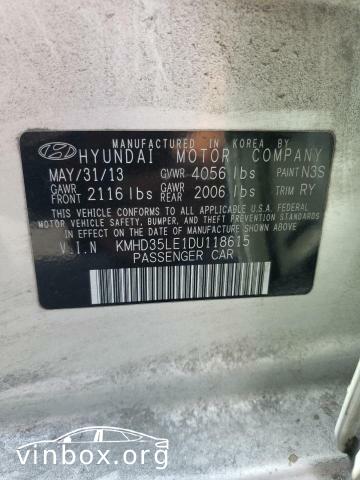 MANUFACTURED IN KOREA BY
HYUNDAI MOTOR COMPANY
MAY/31/13 GVWR 4056 lbs PAINT N3S
GAWR FRONT 2116 lbs GAWR REAR 2006 lbs TRIM RY
THIS VEHICLE CONFORMS TO ALL APPLICABLE U.S.A FEDERAL
MOTOR VEHICLE SAFETY, BUMPER, AND THEFT PREVENTION
STANDARDS IN EFFECT ON THE DATE OF MANUFACTURE
SHOWN ABOVE.
V.I.N KMHD35LE1DU118615
PASSENGER CAR
vinbox.org